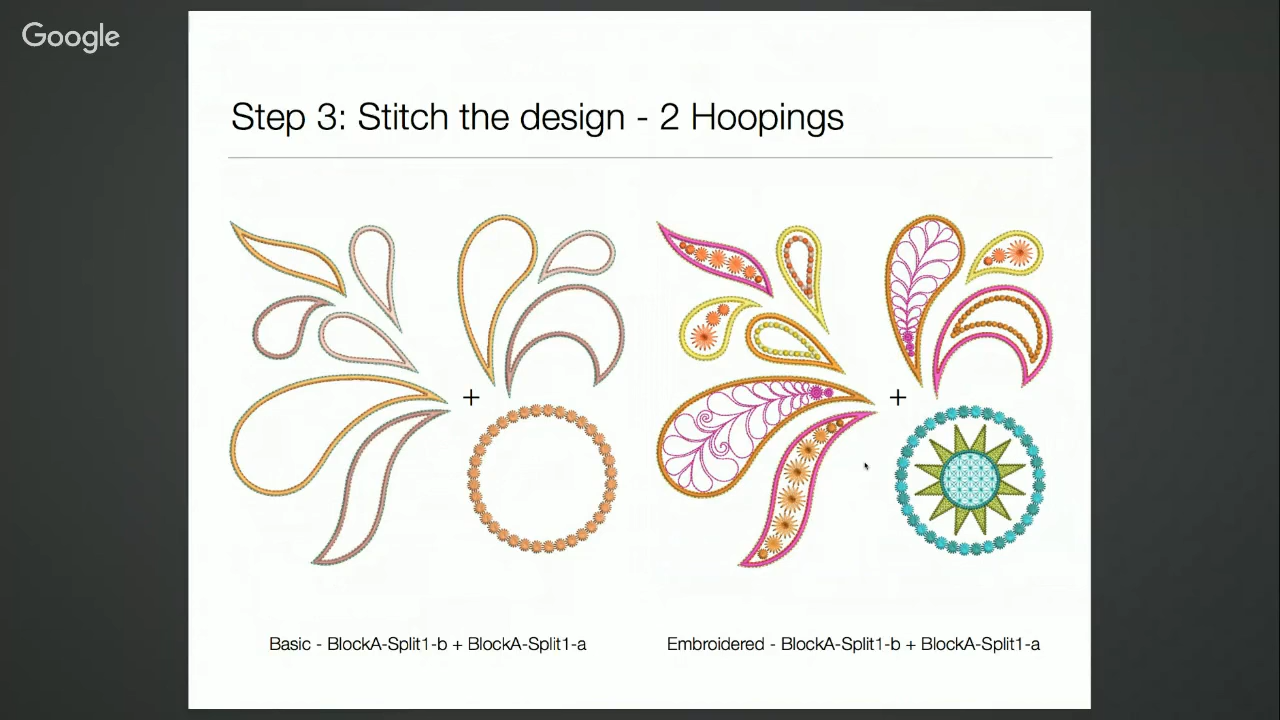 Google
Step 3: Stitch the design - 2 Hoopings
+
+
Basic - BlockA-Split1-b + BlockA-Split1-a
Embroidered - BlockA-Split1-b + BlockA-Split1-a